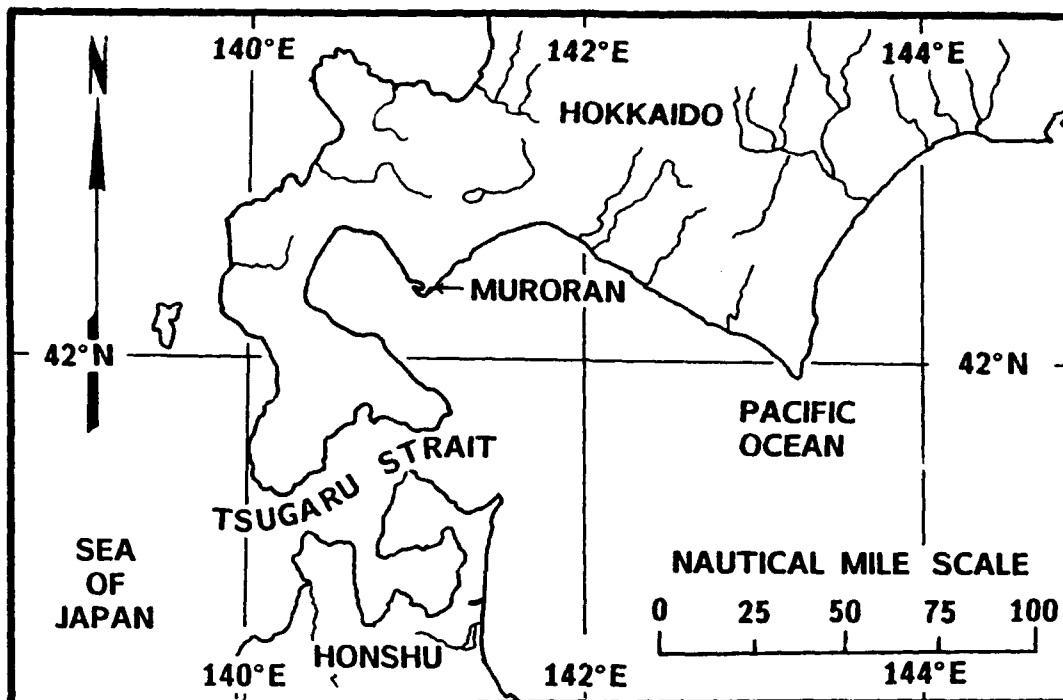 140°E
142°E
144°E
N
HOKKAIDO
MURORAN
42°N
42°N
PACIFIC
OCEAN
TSUGARU STRAIT
SEA
OF
JAPAN
NAUTICAL MILE SCALE
0 25 50 75 100
HONSHU
140°E
142°E
144°E